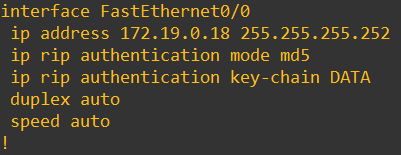 interface FastEthernet0/0
 ip address 172.19.0.18 255.255.255.252
 ip rip authentication mode md5
 ip rip authentication key-chain DATA
 duplex auto
 speed auto
!